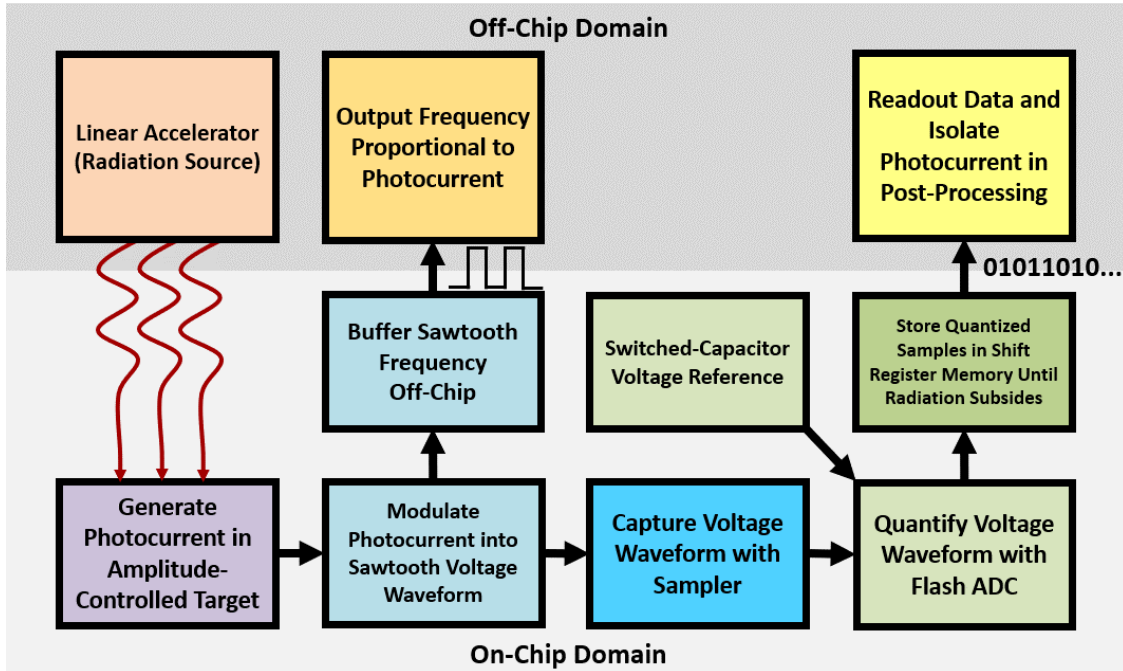 Off-Chip Domain
Linear Accelerator
(Radiation Source)
Output Frequency
Proportional to
Photocurrent
Readout Data and
Isolate
Photocurrent in
Post-Processing
01011010...
Buffer Sawtooth
Frequency
Off-Chip
Switched-Capacitor
Voltage Reference
Store Quantized
Samples in Shift
Register Memory Until
Radiation Subsides
Generate
Photocurrent in
Amplitude-
Controlled Target
Modulate
Photocurrent into
Sawtooth Voltage
Waveform
Capture Voltage
Waveform with
Sampler
Quantify Voltage
Waveform with
Flash ADC
On-Chip Domain